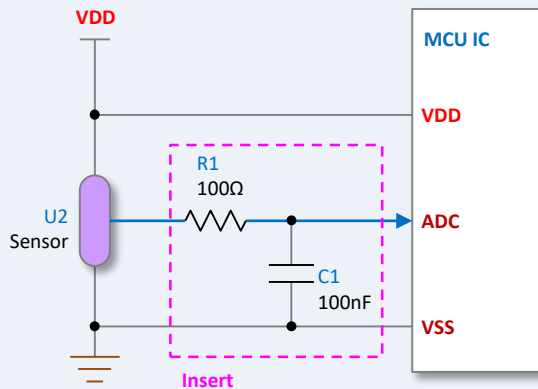 VDD
MCU IC
VDD
R1
100Ω
U2
Sensor
ADC
C1
100nF
VSS
Insert